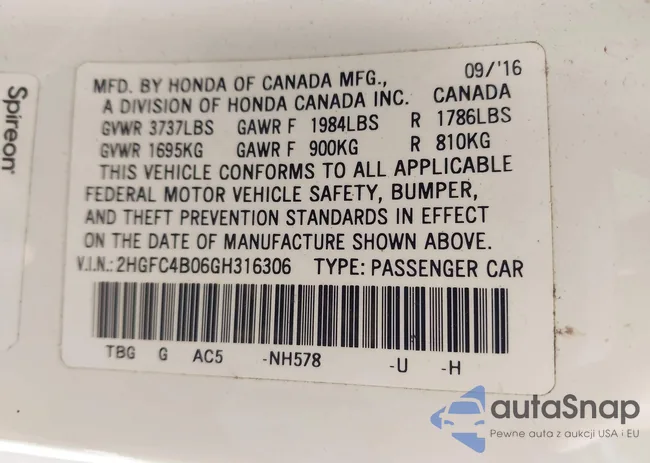 Spireon
MFD. BY HONDA OF CANADA MFG., 09/'16
A DIVISION OF HONDA CANADA INC. CANADA
GVWR 3737LBS GAWR F 1984LBS R 1786LBS
GVWR 1695KG GAWR F 900KG R 810KG
THIS VEHICLE CONFORMS TO ALL APPLICABLE
FEDERAL MOTOR VEHICLE SAFETY, BUMPER,
AND THEFT PREVENTION STANDARDS IN EFFECT
ON THE DATE OF MANUFACTURE SHOWN ABOVE.
V.I.N.:2HGFC4B06GH316306 TYPE: PASSENGER CAR
TBG G AC5 -NH578 -U -H
autaSnap
Pewne auta z aukcji USA i EU